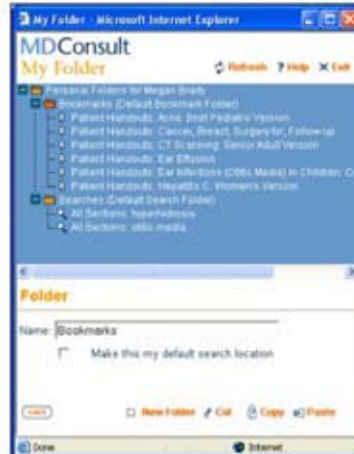 My Folder - Microsoft Internet Explorer
MDConsult
My Folder
Refresh ? Help X Exit
Personal Folders for Megan Brady
Bookmarks (Default Bookmark Folder)
Patient Handouts: Acne: Brief Pediatric Version
Patient Handouts: Cancer, Breast, Surgery for, Follow-up
Patient Handouts: CT Scanning: Senior Adult Version
Patient Handouts: Ear Effusion
Patient Handouts: Ear Infections (Otitis Media) in Children: C
Patient Handouts: Hepatitis C: Women's Version
Searches (Default Search Folder)
All Sections: hyperhidrosis
All Sections: otitis media
Folder
Name: Bookmarks
Make this my default search location
New Folder Cut Copy Paste
Done Internet